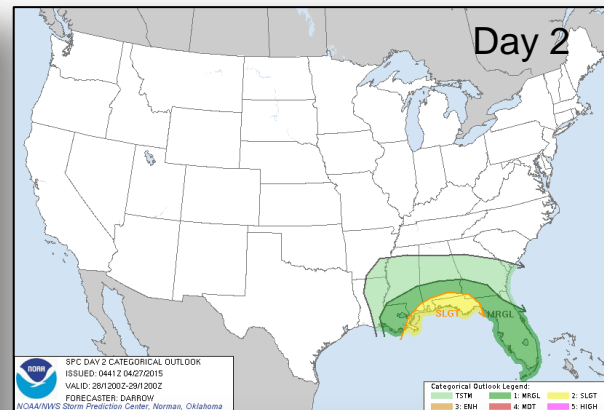 Day 2
SLGT
MRGL
SPC DAY 2 CATEGORICAL OUTLOOK
ISSUED: 0441Z 04/27/2015
VALID: 28/1200Z-29/1200Z
FORECASTER: DARROW
NOAA/NWS Storm Prediction Center, Norman, Oklahoma
NOAA
Categorical Outlook Legend:
TSTM 1: MRGL 2: SLGT
3: ENH 4: MDT 5: HIGH